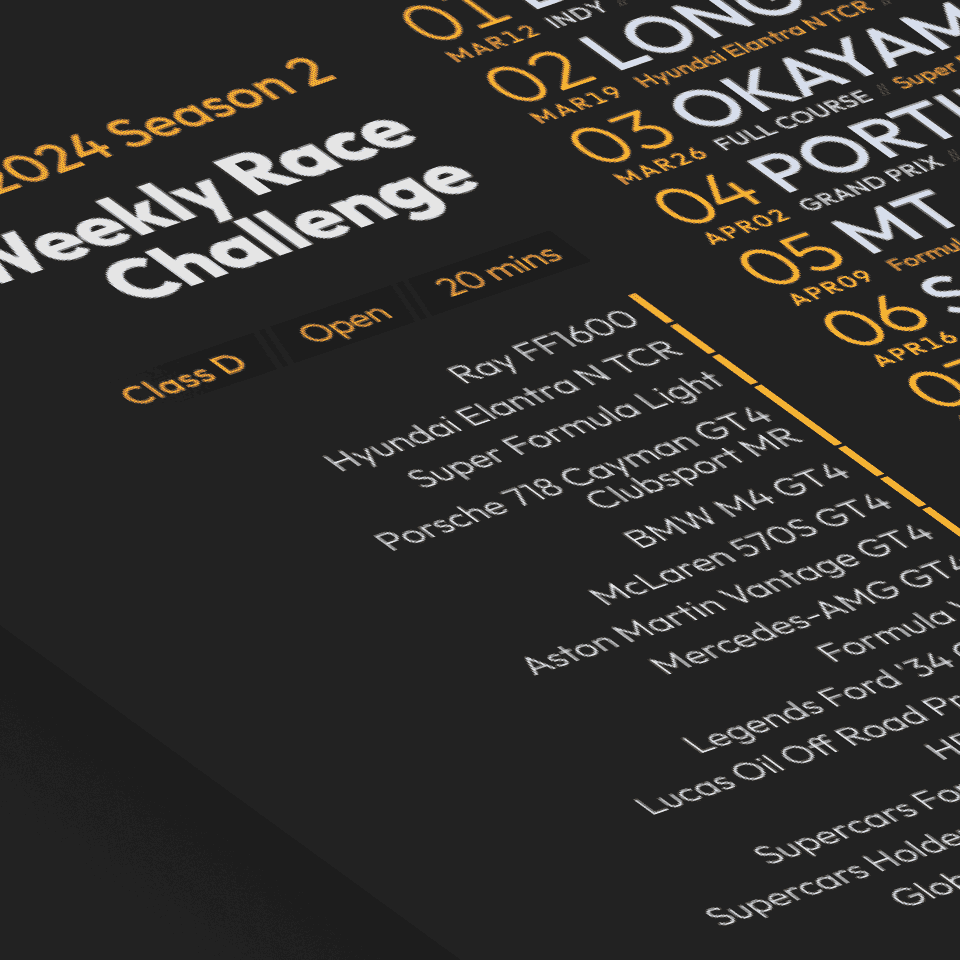 2024 Season 2
Weekly Race
Challenge
Class D
Open
20 mins
Ray FF1600
Hyundai Elantra N TCR
Super Formula Light
Porsche 718 Cayman GT4
Clubsport MR
BMW M4 GT4
McLaren 570S GT4
Aston Martin Vantage GT4
Mercedes-AMG GT4
Formula
Legends Ford '34
Lucas Oil Off Road
Supercars
Supercars
01
MAR12 INDY //
02 LONG
MAR19 Hyundai Elantra N TCR //
03 OKAYAM
MAR26 FULL COURSE // Super
04 PORTI
APR02 GRAND PRIX //
05 MT
APR09
06 S
APR16